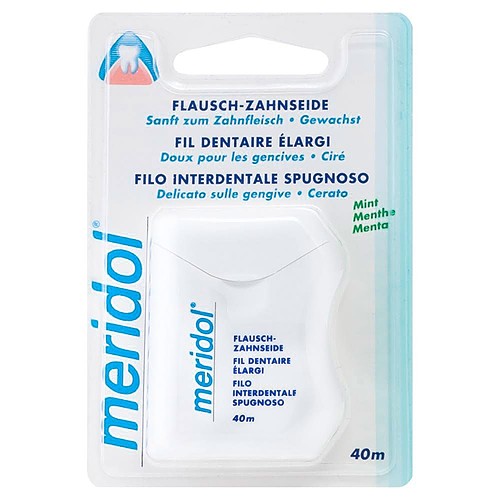 FLAUSCH-ZAHNSEIDE
Sanft zum Zahnfleisch • Gewachst
FIL DENTAIRE ÉLARGI
Doux pour les gencives • Ciré
FILO INTERDENTALE SPUGNOSO
Delicato sulle gengive • Cerato
Mint
Menthe
Menta
meridol®
meridol®
FLAUSCH-
ZAHNSEIDE
FIL DENTAIRE
ÉLARGI
FILO
INTERDENTALE
SPUGNOSO
40m
40m